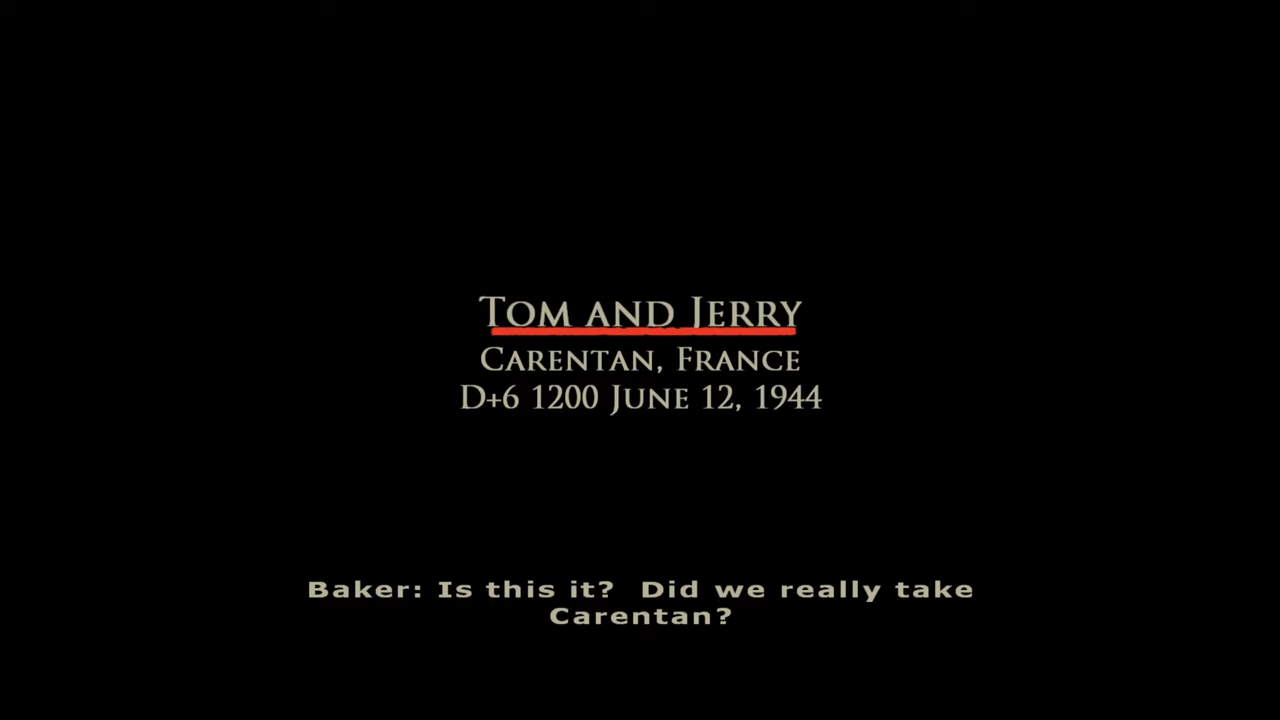 Tom and Jerry
Carentan, France
D+6 1200 June 12, 1944
Baker: Is this it?  Did we really take
Carentan?